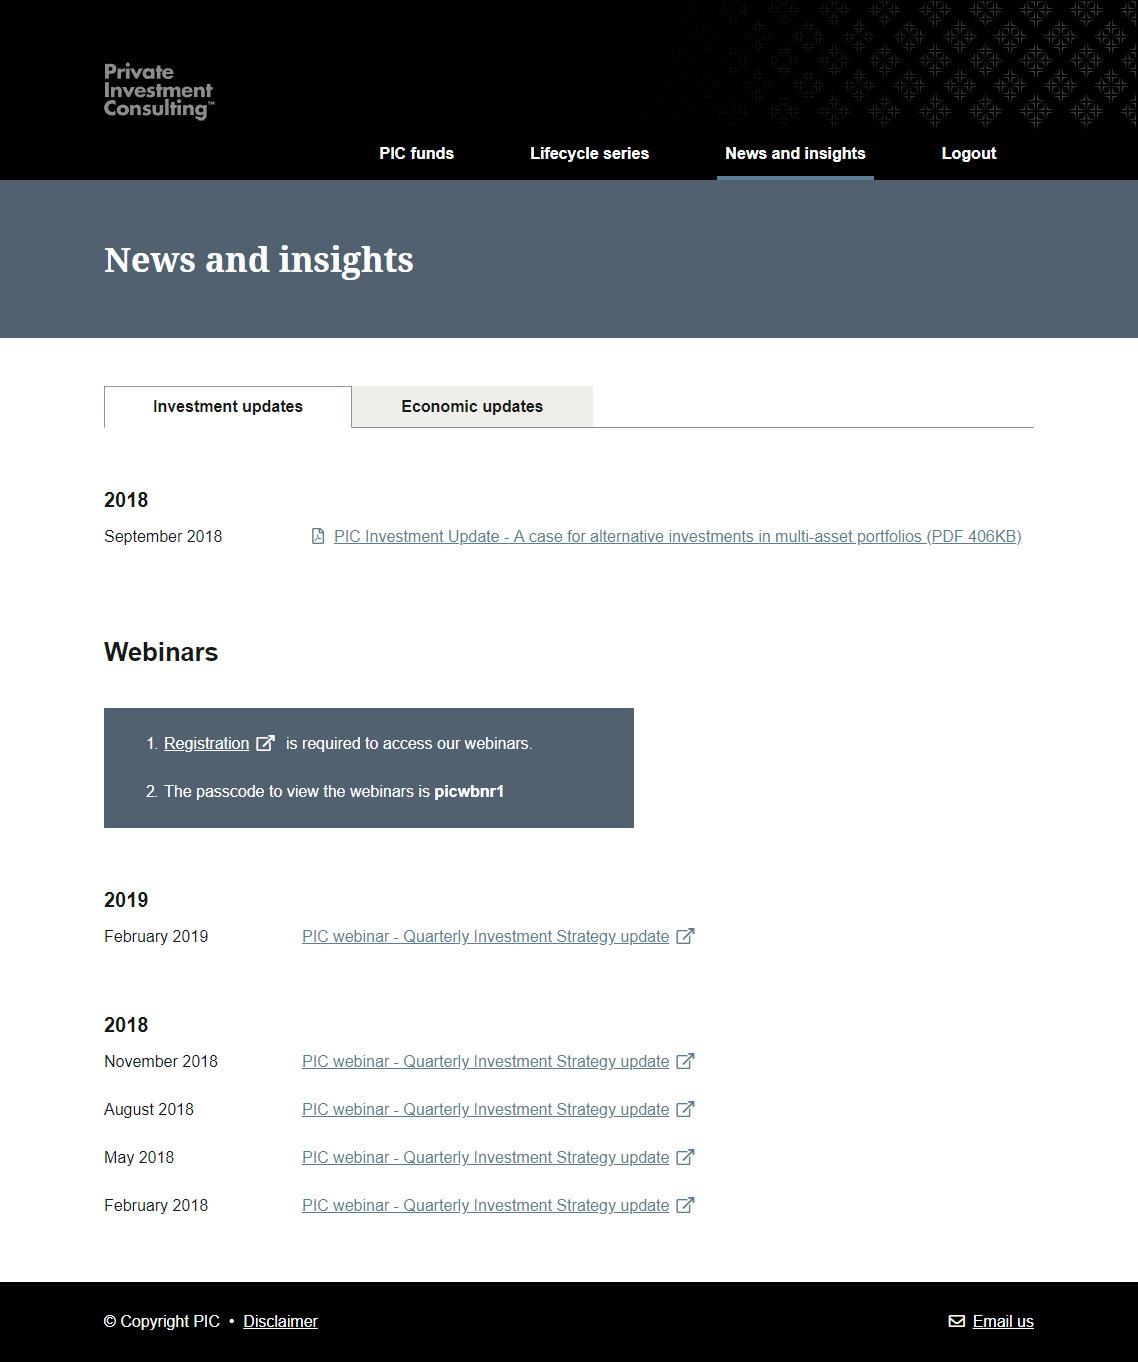 Private
Investment
Consulting™
PIC funds
Lifecycle series
News and insights
Logout
News and insights
Investment updates
Economic updates
2018
September 2018
PIC Investment Update - A case for alternative investments in multi-asset portfolios (PDF 406KB)
Webinars
1. Registration is required to access our webinars.
2. The passcode to view the webinars is picwbnr1
2019
February 2019
PIC webinar - Quarterly Investment Strategy update
2018
November 2018
PIC webinar - Quarterly Investment Strategy update
August 2018
PIC webinar - Quarterly Investment Strategy update
May 2018
PIC webinar - Quarterly Investment Strategy update
February 2018
PIC webinar - Quarterly Investment Strategy update
© Copyright PIC • Disclaimer
Email us